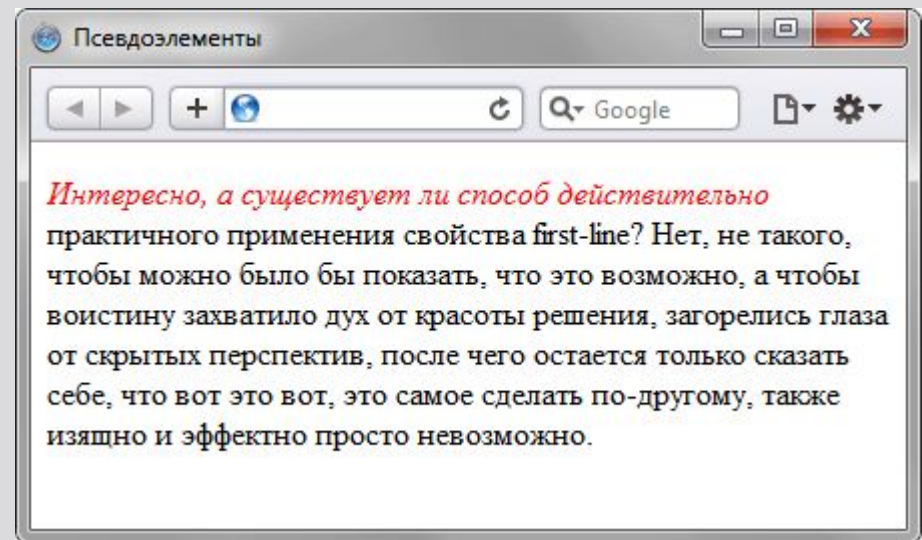 Псевдоэлементы
Google
Интересно, а существует ли способ действительно
практичного применения свойства first-line? Нет, не такого,
чтобы можно было бы показать, что это возможно, а чтобы
воистину захватило дух от красоты решения, загорелись глаза
от скрытых перспектив, после чего остается только сказать
себе, что вот это вот, это самое сделать по-другому, также
изящно и эффектно просто невозможно.